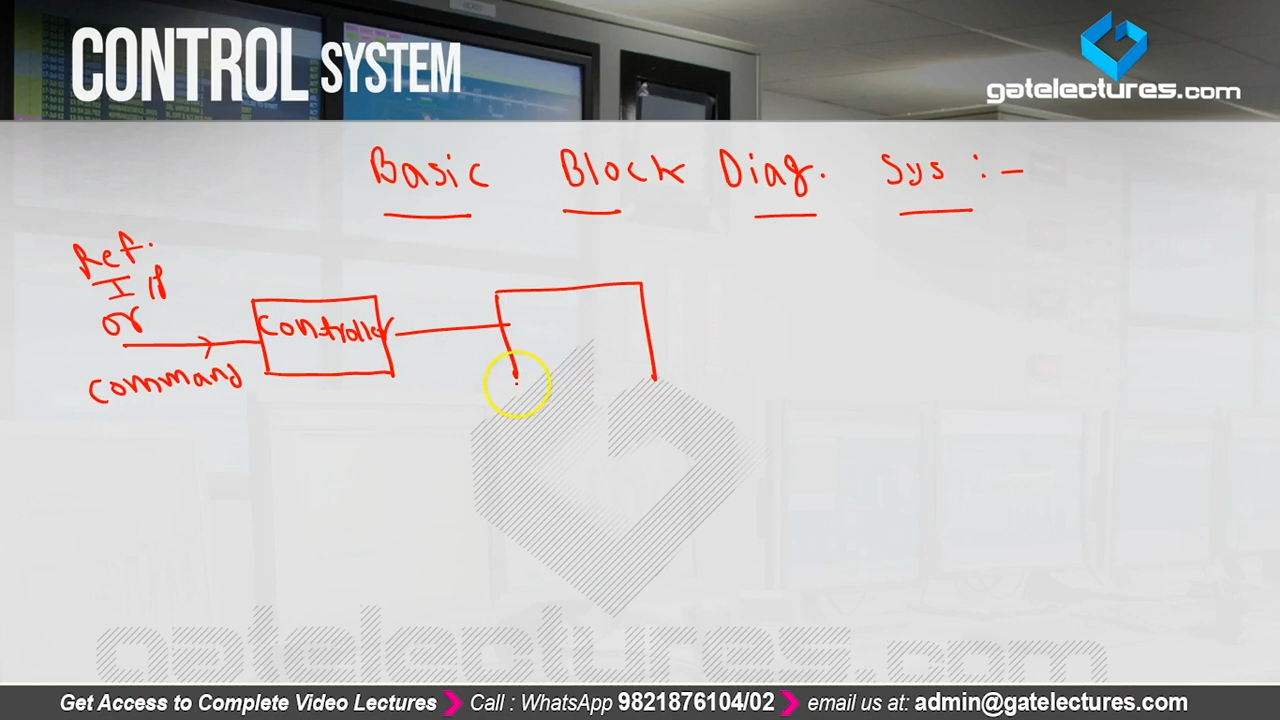 CONTROL SYSTEM
gatelectures.com
Basic Block Diag. Sys :-
Ref.
I/p
or
Command
Controller
gatelectures.com
Get Access to Complete Video Lectures Call : WhatsApp 9821876104/02 email us at: admin@gatelectures.com